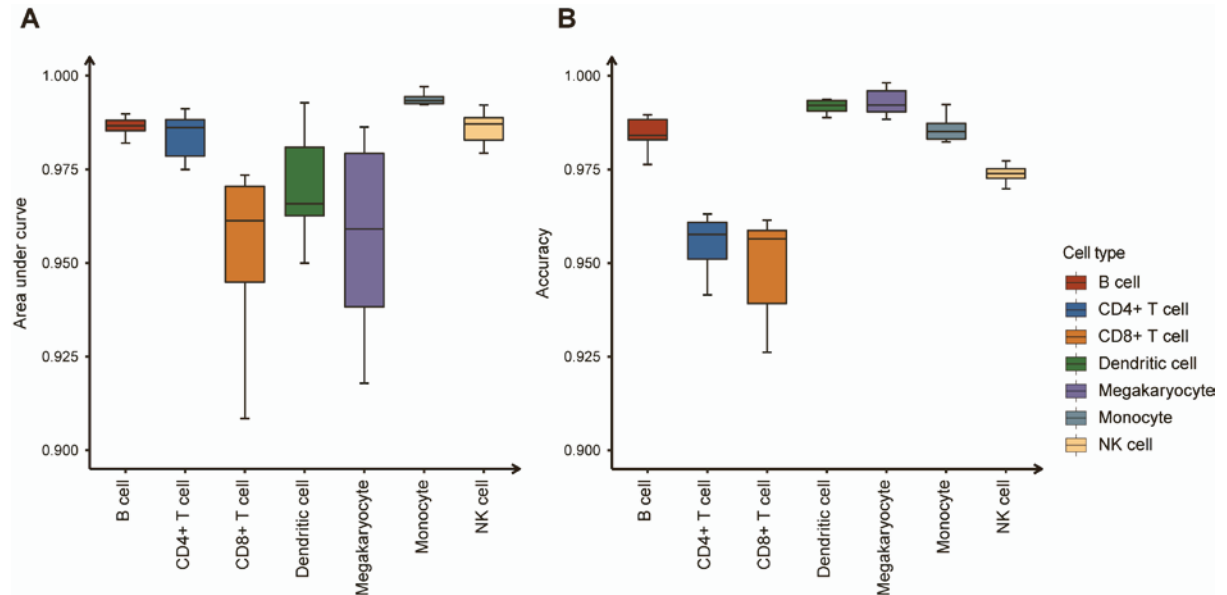 A
Area under curve
1.000
0.975
0.950
0.925
0.900
B cell
CD4+ T cell
CD8+ T cell
Dendritic cell
Megakaryocyte
Monocyte
NK cell
B
Accuracy
1.000
0.975
0.950
0.925
0.900
B cell
CD4+ T cell
CD8+ T cell
Dendritic cell
Megakaryocyte
Monocyte
NK cell
Cell type
B cell
CD4+ T cell
CD8+ T cell
Dendritic cell
Megakaryocyte
Monocyte
NK cell